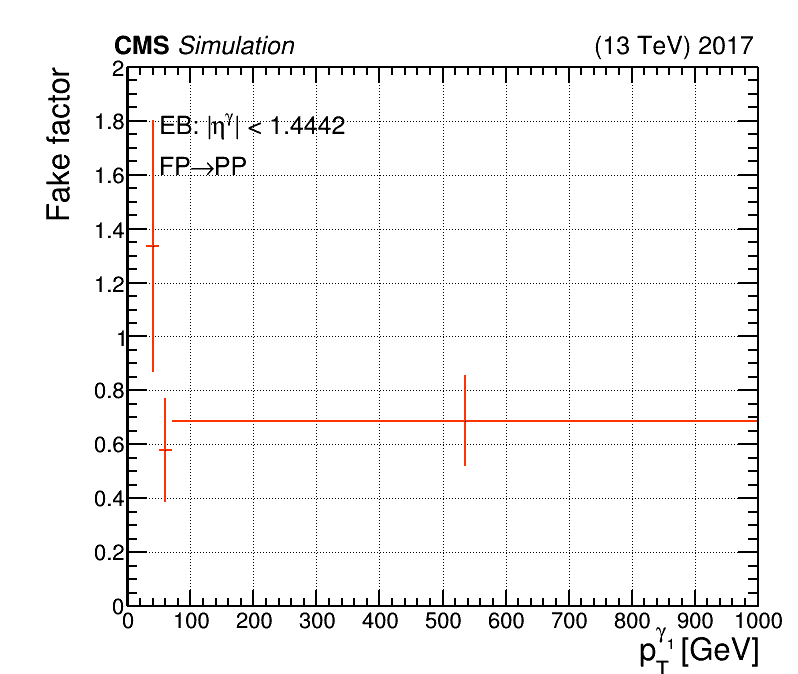 CMS Simulation (13 TeV) 2017
Fake factor
EB: |η^γ| < 1.4442
FP→PP
2
1.8
1.6
1.4
1.2
1
0.8
0.6
0.4
0.2
0
0 100 200 300 400 500 600 700 800 900 1000
p_T^γ_1 [GeV]